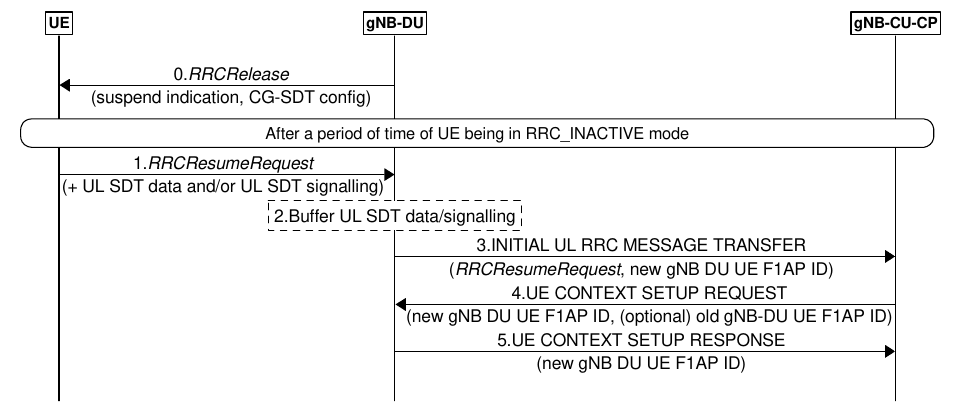 UE
gNB-DU
gNB-CU-CP
0.RRCRelease
(suspend indication, CG-SDT config)
After a period of time of UE being in RRC_INACTIVE mode
1.RRCResumeRequest
(+ UL SDT data and/or UL SDT signalling)
2.Buffer UL SDT data/signalling
3.INITIAL UL RRC MESSAGE TRANSFER
(RRCResumeRequest, new gNB DU UE F1AP ID)
4.UE CONTEXT SETUP REQUEST
(new gNB DU UE F1AP ID, (optional) old gNB-DU UE F1AP ID)
5.UE CONTEXT SETUP RESPONSE
(new gNB DU UE F1AP ID)